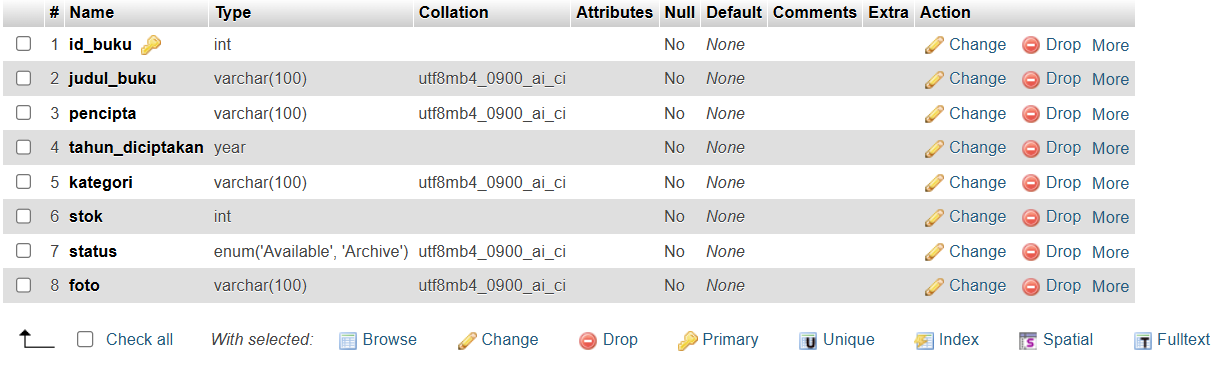 # Name Type Collation Attributes Null Default Comments Extra Action
1 id_buku int No None Change Drop More
2 judul_buku varchar(100) utf8mb4_0900_ai_ci No None Change Drop More
3 pencipta varchar(100) utf8mb4_0900_ai_ci No None Change Drop More
4 tahun_diciptakan year No None Change Drop More
5 kategori varchar(100) utf8mb4_0900_ai_ci No None Change Drop More
6 stok int No None Change Drop More
7 status enum('Available', 'Archive') utf8mb4_0900_ai_ci No None Change Drop More
8 foto varchar(100) utf8mb4_0900_ai_ci No None Change Drop More
Check all With selected: Browse Change Drop Primary U Unique Index S Spatial T Fulltext